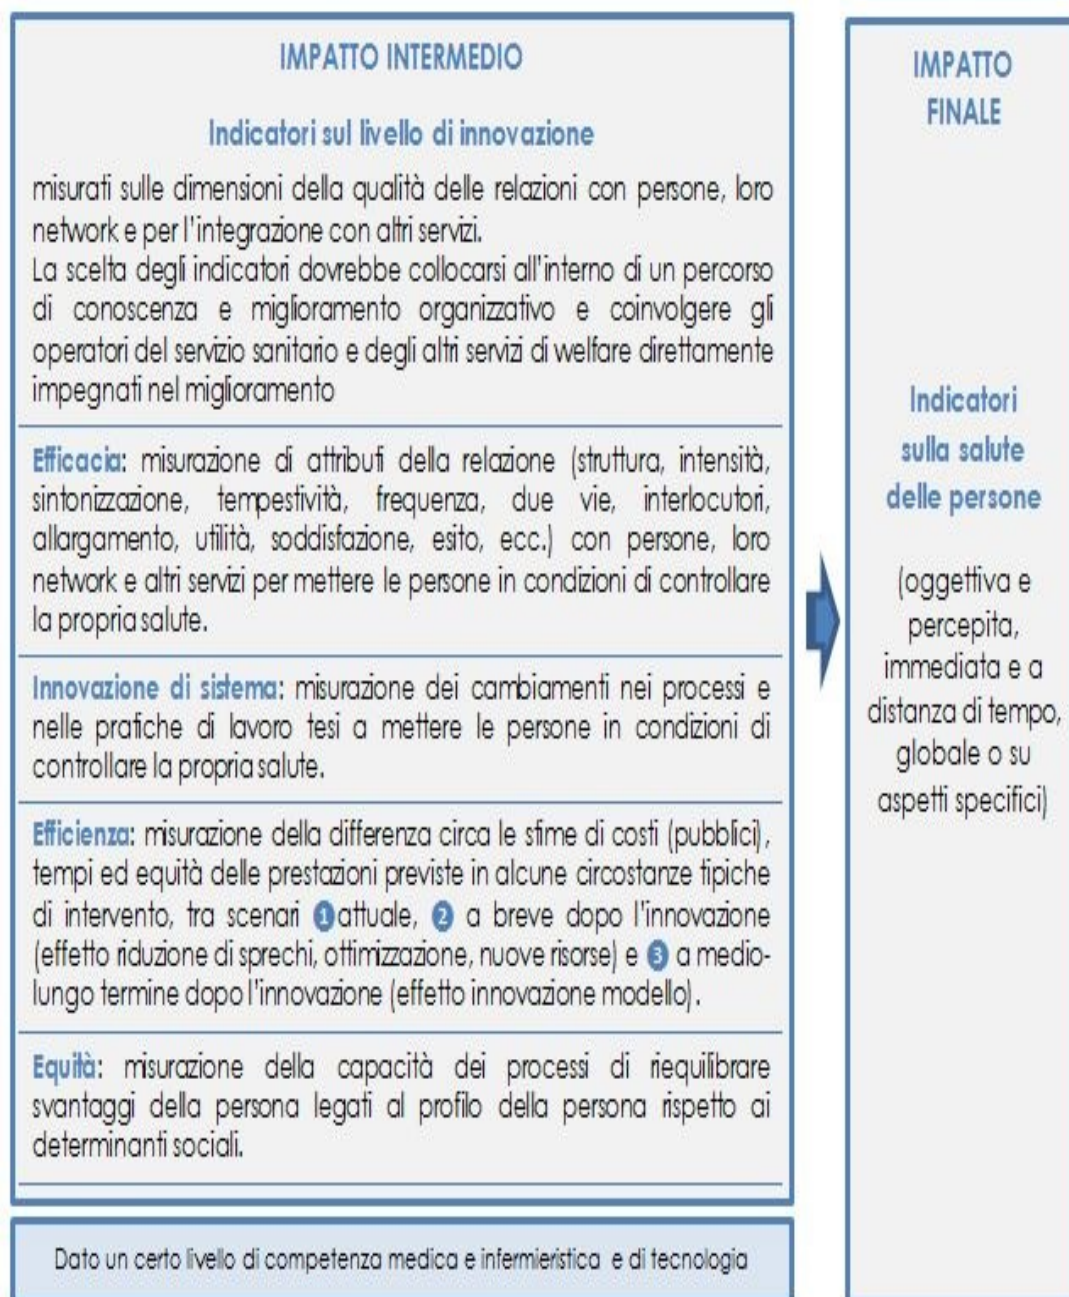 IMPATTO INTERMEDIO
Indicatori sul livello di innovazione
misurati sulle dimensioni della qualità delle relazioni con persone, loro
network e per l'integrazione con altri servizi.
La scelta degli indicatori dovrebbe collocarsi all'interno di un percorso
di conoscenza e miglioramento organizzativo e coinvolgere gli
operatori del servizio sanitario e degli altri servizi di welfare direttamente
impegnati nel miglioramento
Efficacia: misurazione di attributi della relazione (struttura, intensità,
sintonizzazione, tempestività, frequenza, due vie, interlocutori,
allargamento, utilità, soddisfazione, esito, ecc.) con persone, loro
network e altri servizi per mettere le persone in condizioni di controllare
la propria salute.
Innovazione di sistema: misurazione dei cambiamenti nei processi e
nelle pratiche di lavoro tesi a mettere le persone in condizioni di
controllare la propria salute.
Efficienza: misurazione della differenza circa le stime di costi (pubblici),
tempi ed equità delle prestazioni previste in alcune circostanze tipiche
di intervento, tra scenari ❶ attuale, ❷ a breve dopo l'innovazione
(effetto riduzione di sprechi, ottimizzazione, nuove risorse) e ❸ a medio-
lungo termine dopo l'innovazione (effetto innovazione modello).
Equità: misurazione della capacità dei processi di riequilibrare
svantaggi della persona legati al profilo della persona rispetto ai
determinanti sociali.
Dato un certo livello di competenza medica e infermieristica e di tecnologia
IMPATTO
FINALE
Indicatori
sulla salute
delle persone
(oggettiva e
percepita,
immediata e a
distanza di tempo,
globale o su
aspetti specifici)